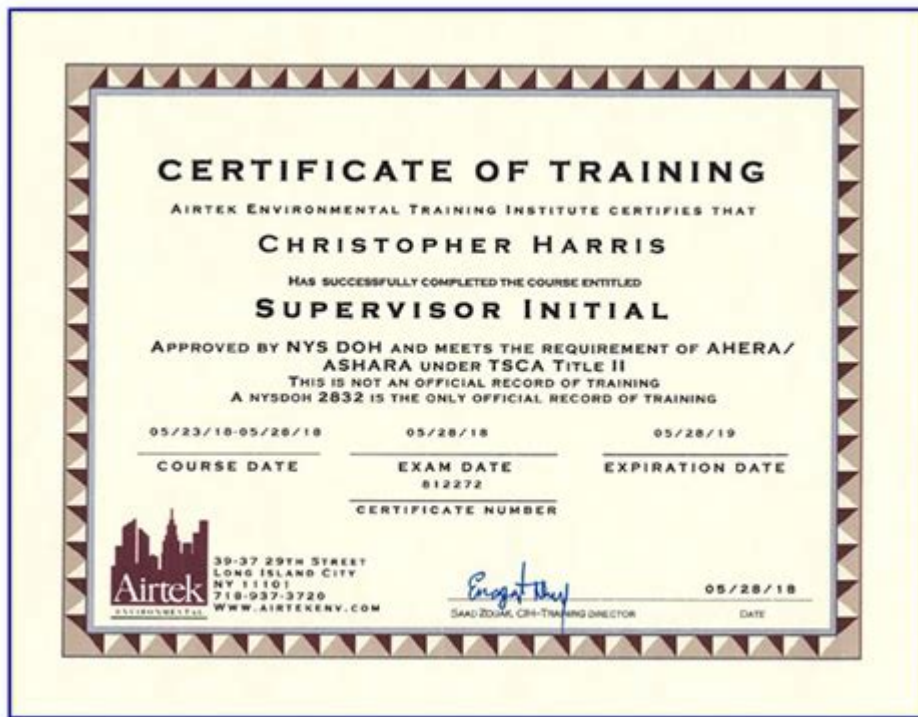 CERTIFICATE OF TRAINING
AIRTEK ENVIRONMENTAL TRAINING INSTITUTE CERTIFIES THAT
CHRISTOPHER HARRIS
HAS SUCCESSFULLY COMPLETED THE COURSE ENTITLED
SUPERVISOR INITIAL
APPROVED BY NYS DOH AND MEETS THE REQUIREMENT OF AHERA/
ASHARA UNDER TSCA TITLE II
THIS IS NOT AN OFFICIAL RECORD OF TRAINING
A NYSDOH 2832 IS THE ONLY OFFICIAL RECORD OF TRAINING
05/23/18-05/28/18 05/28/18 05/28/19
COURSE DATE EXAM DATE EXPIRATION DATE
812272
CERTIFICATE NUMBER
Airtek
ENVIRONMENTAL
39-37 29TH STREET
LONG ISLAND CITY
NY 11101
718-937-3720
WWW.AIRTEKENV.COM
05/28/18
SAAD ZOUAK, CIH-TRAINING DIRECTOR DATE